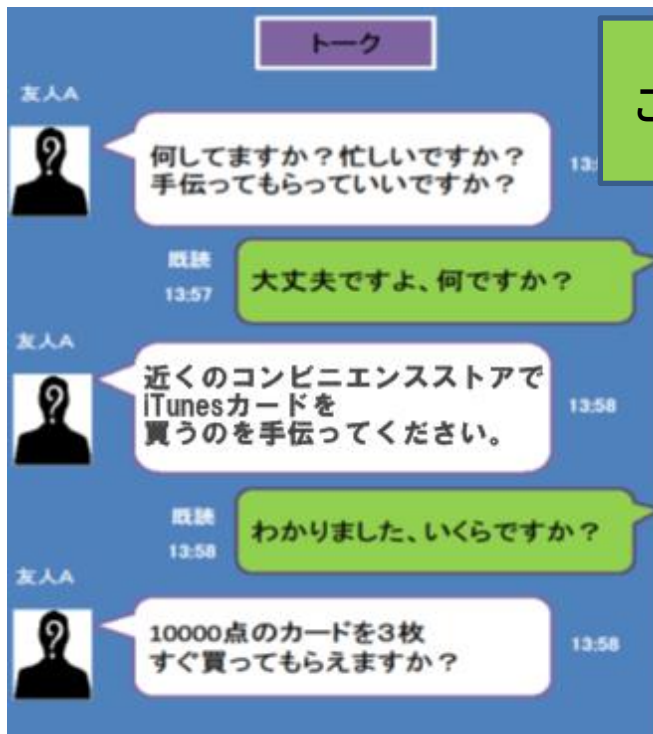 トーク
友人A
何してますか？忙しいですか？
手伝ってもらっていいですか？
既読
13:57
大丈夫ですよ、何ですか？
友人A
近くのコンビニエンスストアで
iTunesカードを
買うのを手伝ってください。
13:58
既読
13:58
わかりました、いくらですか？
友人A
10000点のカードを３枚
すぐ買ってもらえますか？
13:58